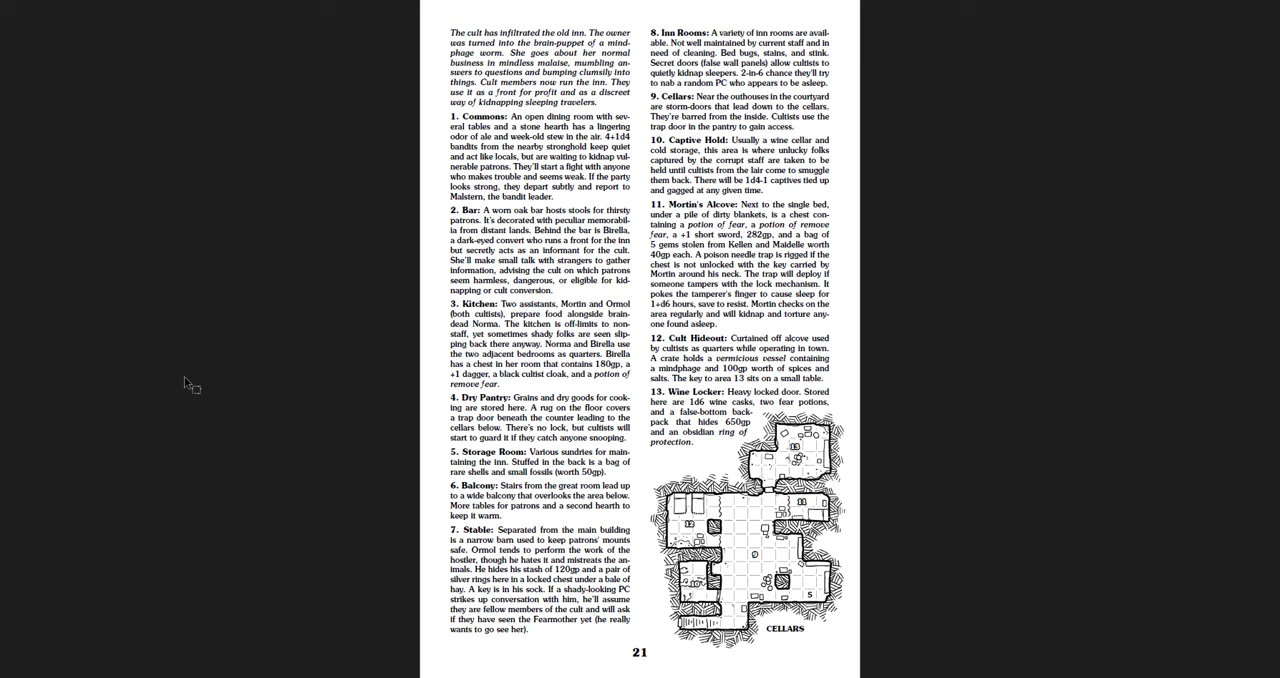 The cult has infiltrated the old inn. The owner
was turned into the brain-puppet of a mind-
phage worm. She goes about her normal
business in mindless malaise, mumbling an-
swers to questions and bumping clumsily into
things. Cult members now run the inn. They
use it as a front for profit and as a discreet
way of kidnapping sleeping travelers.
1. Commons: An open dining room with sev-
eral tables and a stone hearth has a lingering
odor of ale and week-old stew in the air. 4+1d4
bandits from the nearby stronghold keep quiet
and act like locals, but are waiting to kidnap vul-
nerable patrons. They'll start a fight with anyone
who makes trouble and seems weak. If the party
looks strong, they depart subtly and report to
Malstern, the bandit leader.
2. Bar: A worn oak bar hosts stools for thirsty
patrons. It's decorated with peculiar memorabil-
ia from distant lands. Behind the bar is Birella,
a dark-eyed convert who runs a front for the inn
but secretly acts as an informant for the cult.
She'll make small talk with strangers to gather
information, advising the cult on which patrons
seem harmless, dangerous, or eligible for kid-
napping or cult conversion.
3. Kitchen: Two assistants, Mortin and Ormol
(both cultists), prepare food alongside brain-
dead Norma. The kitchen is off-limits to non-
staff, yet sometimes shady folks are seen slip-
ping back there anyway. Norma and Birella use
the two adjacent bedrooms as quarters. Birella
has a chest in her room that contains 180gp, a
+1 dagger, a black cultist cloak, and a potion of
remove fear.
4. Dry Pantry: Grains and dry goods for cook-
ing are stored here. A rug on the floor covers
a trap door beneath the counter leading to the
cellars below. There's no lock, but cultists will
start to guard it if they catch anyone snooping.
5. Storage Room: Various sundries for main-
taining the inn. Stuffed in the back is a bag of
rare shells and small fossils (worth 50gp).
6. Balcony: Stairs from the great room lead up
to a wide balcony that overlooks the area below.
More tables for patrons and a second hearth to
keep it warm.
7. Stable: Separated from the main building
is a narrow barn used to keep patrons' mounts
safe. Ormol tends to perform the work of the
hostler, though he hates it and mistreats the an-
imals. He hides his stash of 120gp and a pair of
silver rings here in a locked chest under a bale of
hay. A key is in his sock. If a shady-looking PC
strikes up conversation with him, he'll assume
they are fellow members of the cult and will ask
if they have seen the Fearmother yet (he really
wants to go see her).
8. Inn Rooms: A variety of inn rooms are avail-
able. Not well maintained by current staff and in
need of cleaning. Bed bugs, stains, and stink.
Secret doors (false wall panels) allow cultists to
quietly kidnap sleepers. 2-in-6 chance they'll try
to nab a random PC who appears to be asleep.
9. Cellars: Near the outhouses in the courtyard
are storm-doors that lead down to the cellars.
They're barred from the inside. Cultists use the
trap door in the pantry to gain access.
10. Captive Hold: Usually a wine cellar and
cold storage, this area is where unlucky folks
captured by the corrupt staff are taken to be
held until cultists from the lair come to smuggle
them back. There will be 1d4-1 captives tied up
and gagged at any given time.
11. Mortin's Alcove: Next to the single bed,
under a pile of dirty blankets, is a chest con-
taining a potion of fear, a potion of remove
fear, a +1 short sword, 282gp, and a bag of
5 gems stolen from Kellen and Maidelle worth
40gp each. A poison needle trap is rigged if the
chest is not unlocked with the key carried by
Mortin around his neck. The trap will deploy if
someone tampers with the lock mechanism. It
pokes the tamperer's finger to cause sleep for
1+d6 hours, save to resist. Mortin checks on the
area regularly and will kidnap and torture any-
one found asleep.
12. Cult Hideout: Curtained off alcove used
by cultists as quarters while operating in town.
A crate holds a vermicious vessel containing
a mindphage and 100gp worth of spices and
salts. The key to area 13 sits on a small table.
13. Wine Locker: Heavy locked door. Stored
here are 1d6 wine casks, two fear potions,
and a false-bottom back-
pack that hides 650gp
and an obsidian ring of
protection.
S
CELLARS
21